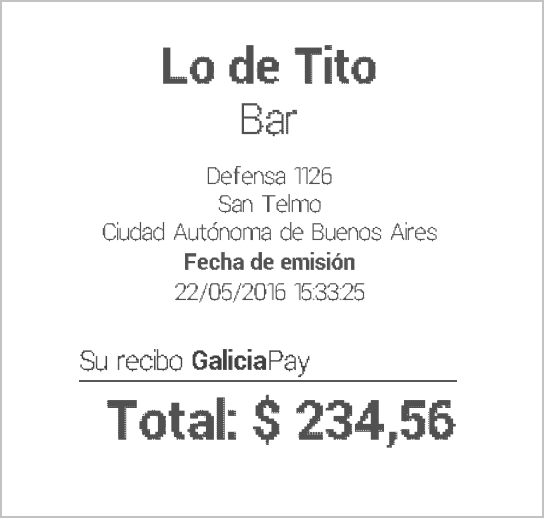 Lo de Tito
Bar
Defensa 1126
San Telmo
Ciudad Autónoma de Buenos Aires
Fecha de emisión
22/05/2016 15:33:25
Su recibo GaliciaPay
Total: $ 234,56